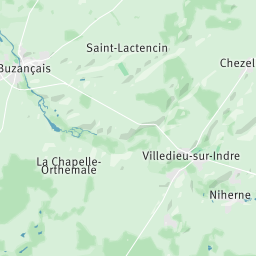 Saint-Lactencin
Chezel
Buzançais
La Chapelle-
Orthemale
Villedieu-sur-Indre
Niherne